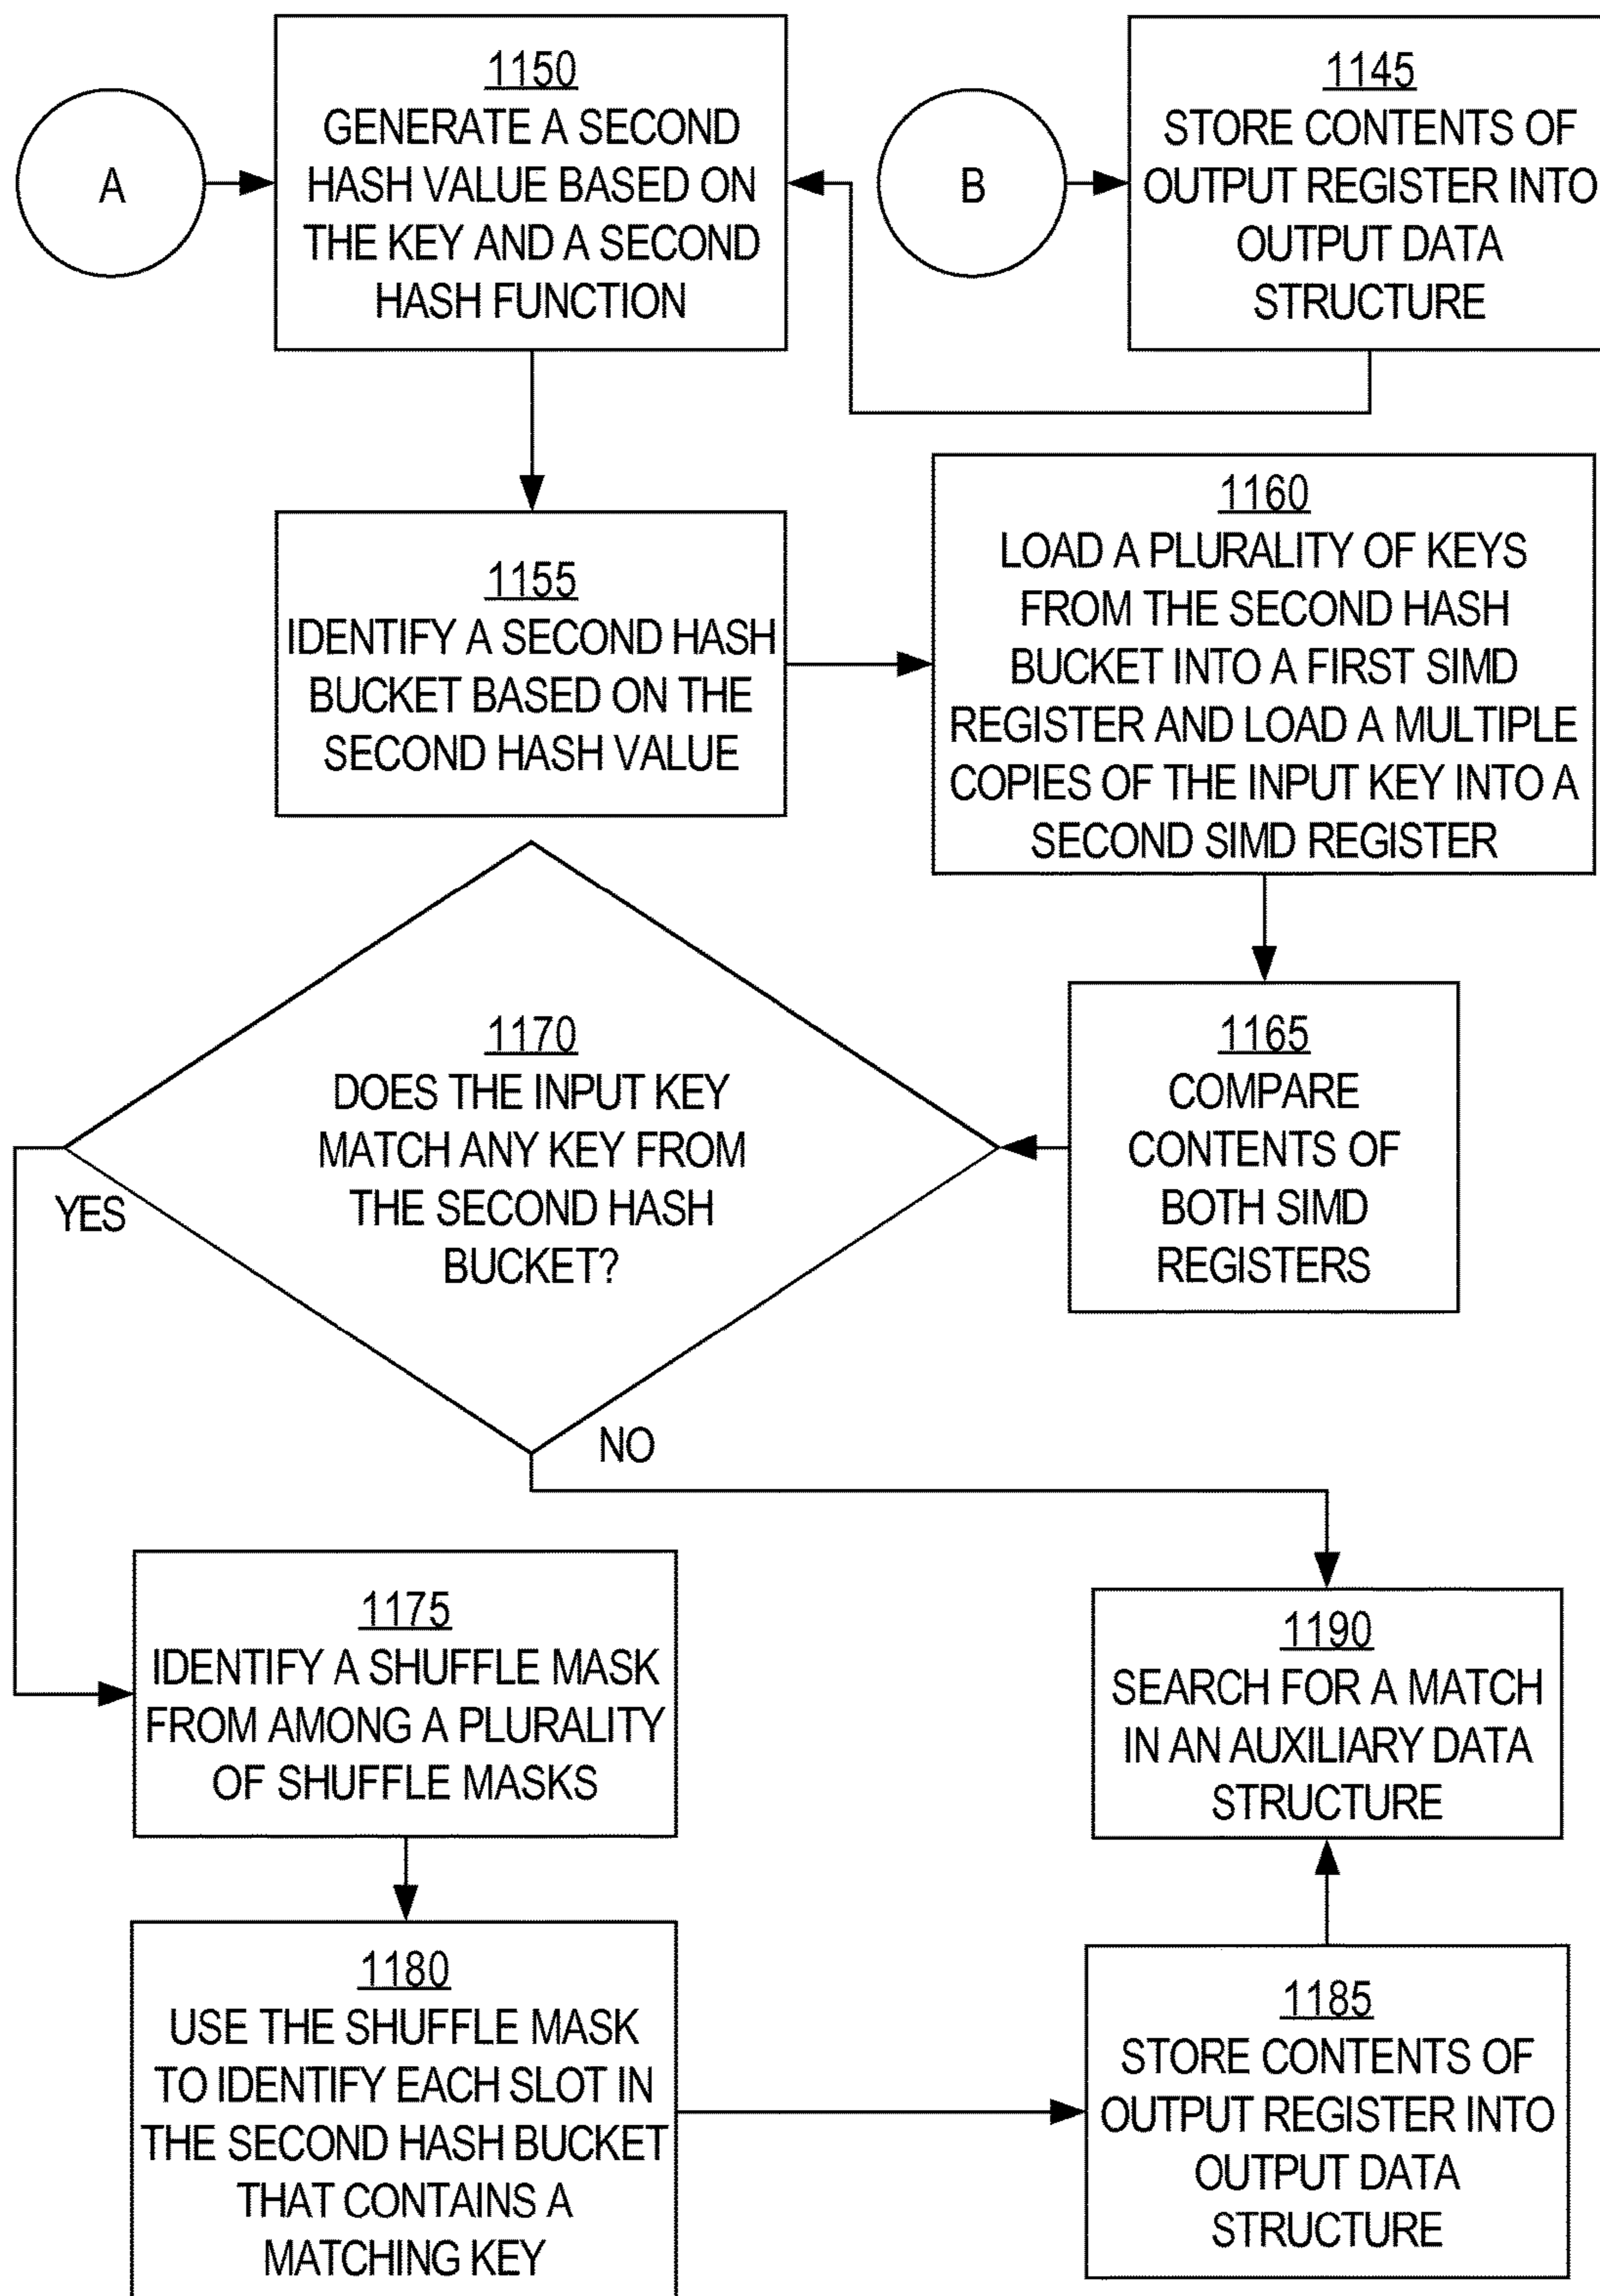 A
1150
GENERATE A SECOND
HASH VALUE BASED ON
THE KEY AND A SECOND
HASH FUNCTION
B
1145
STORE CONTENTS OF
OUTPUT REGISTER INTO
OUTPUT DATA
STRUCTURE
1155
IDENTIFY A SECOND HASH
BUCKET BASED ON THE
SECOND HASH VALUE
1160
LOAD A PLURALITY OF KEYS
FROM THE SECOND HASH
BUCKET INTO A FIRST SIMD
REGISTER AND LOAD A MULTIPLE
COPIES OF THE INPUT KEY INTO A
SECOND SIMD REGISTER
1165
COMPARE
CONTENTS OF
BOTH SIMD
REGISTERS
1170
DOES THE INPUT KEY
MATCH ANY KEY FROM
THE SECOND HASH
BUCKET?
YES
NO
1175
IDENTIFY A SHUFFLE MASK
FROM AMONG A PLURALITY
OF SHUFFLE MASKS
1190
SEARCH FOR A MATCH
IN AN AUXILIARY DATA
STRUCTURE
1180
USE THE SHUFFLE MASK
TO IDENTIFY EACH SLOT IN
THE SECOND HASH BUCKET
THAT CONTAINS A
MATCHING KEY
1185
STORE CONTENTS OF
OUTPUT REGISTER INTO
OUTPUT DATA
STRUCTURE